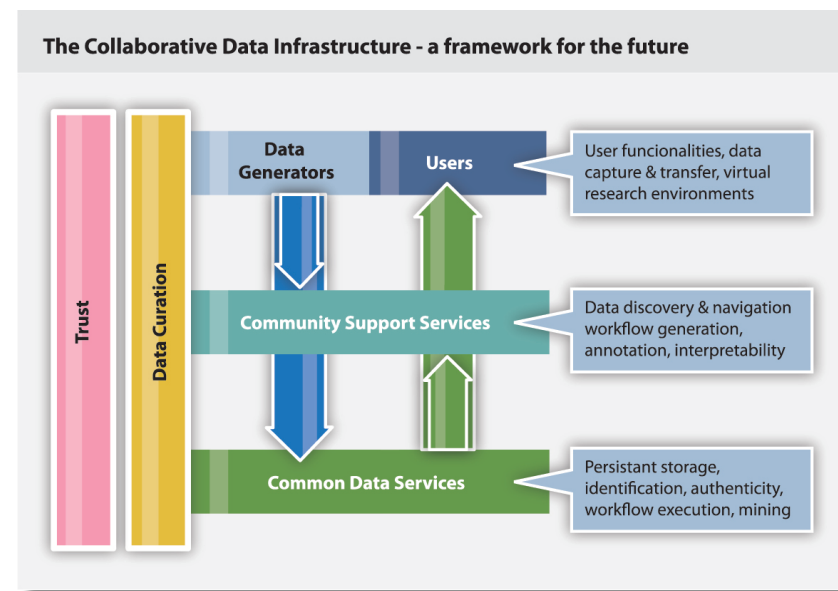 The Collaborative Data Infrastructure - a framework for the future
Trust
Data Curation
Data
Generators
Users
User funcionalities, data
capture & transfer, virtual
research environments
Community Support Services
Data discovery & navigation
workflow generation,
annotation, interpretability
Common Data Services
Persistant storage,
identification, authenticity,
workflow execution, mining